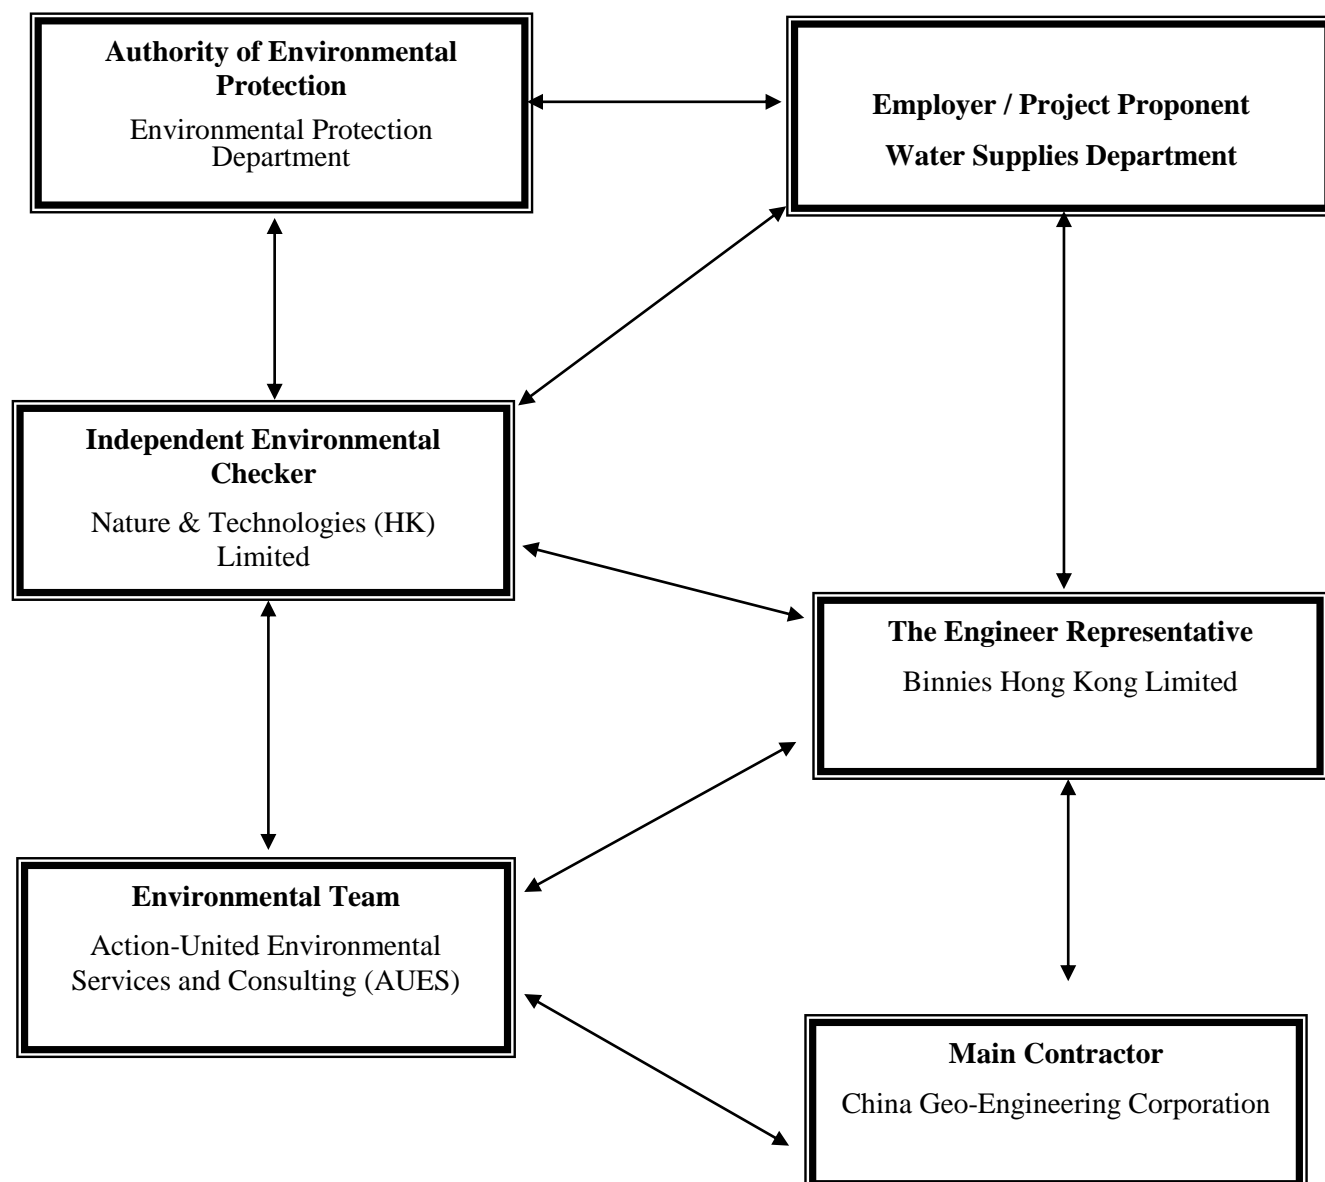 Authority of Environmental
Protection
Environmental Protection
Department
Employer / Project Proponent
Water Supplies Department
Independent Environmental
Checker
Nature & Technologies (HK)
Limited
The Engineer Representative
Binnies Hong Kong Limited
Environmental Team
Action-United Environmental
Services and Consulting (AUES)
Main Contractor
China Geo-Engineering Corporation